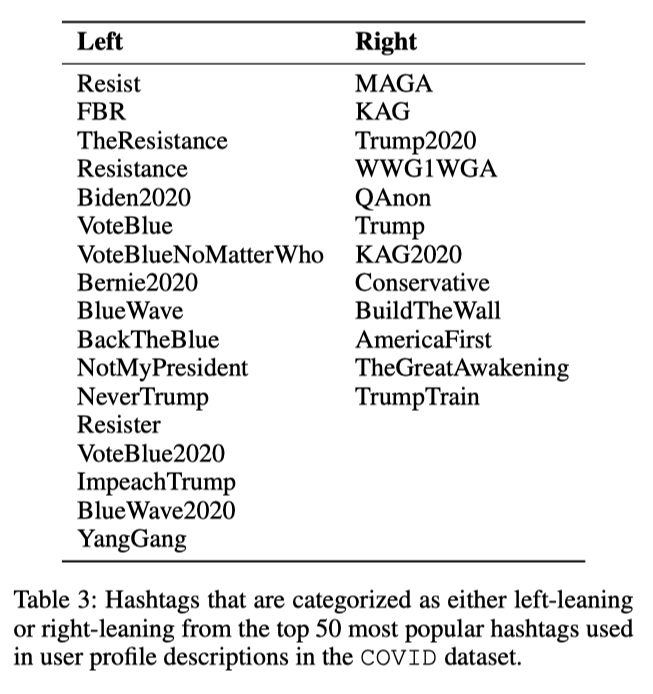 Left Right
Resist MAGA
FBR KAG
TheResistance Trump2020
Resistance WWG1WGA
Biden2020 QAnon
VoteBlue Trump
VoteBlueNoMatterWho KAG2020
Bernie2020 Conservative
BlueWave BuildTheWall
BackTheBlue AmericaFirst
NotMyPresident TheGreatAwakening
NeverTrump TrumpTrain
Resister
VoteBlue2020
ImpeachTrump
BlueWave2020
YangGang
Table 3: Hashtags that are categorized as either left-leaning
or right-leaning from the top 50 most popular hashtags used
in user profile descriptions in the COVID dataset.